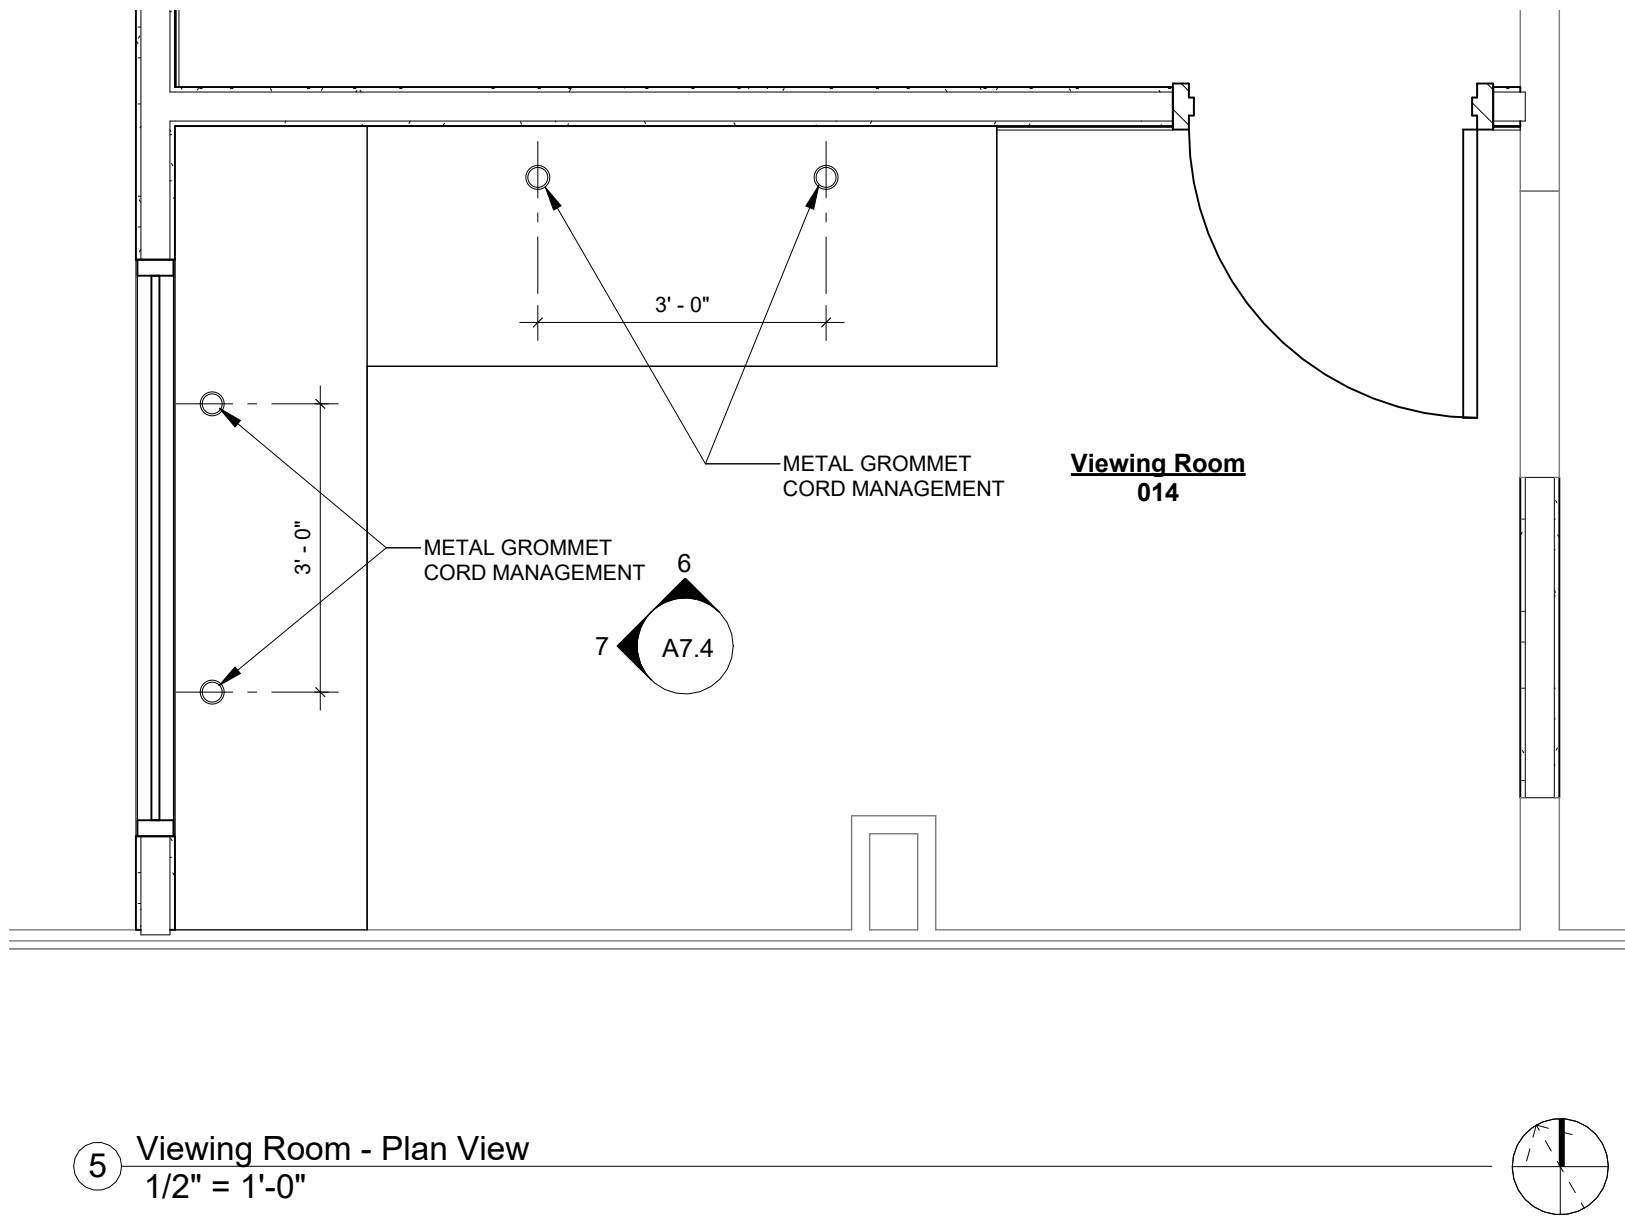 3' - 0"
METAL GROMMET
CORD MANAGEMENT
Viewing Room
014
3' - 0"
METAL GROMMET
CORD MANAGEMENT
6
7
A7.4
5
Viewing Room - Plan View
1/2" = 1'-0"